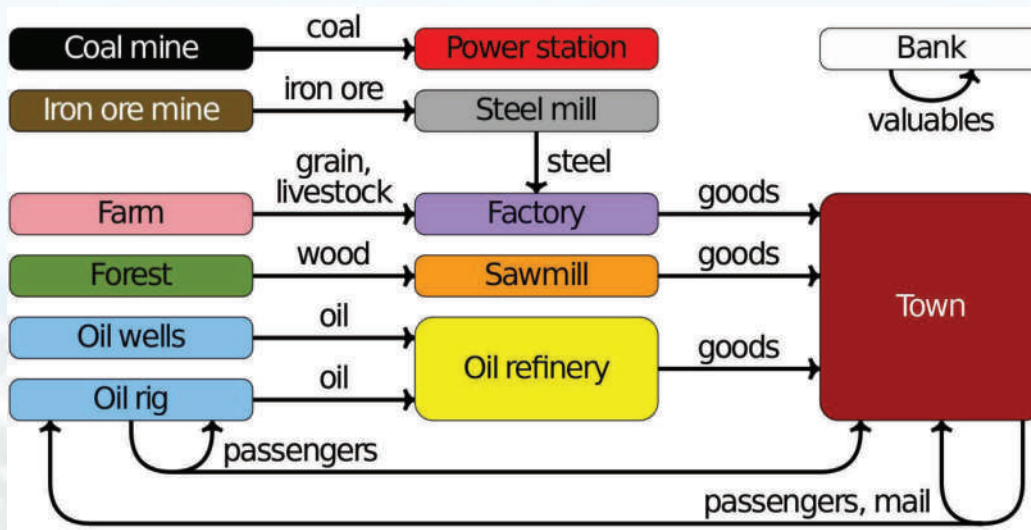 Coal mine
coal
Power station
Bank
valuables
Iron ore mine
iron ore
Steel mill
steel
Farm
grain,
livestock
Factory
goods
Town
Forest
wood
Sawmill
goods
Oil wells
oil
Oil refinery
goods
Oil rig
oil
passengers
passengers, mail